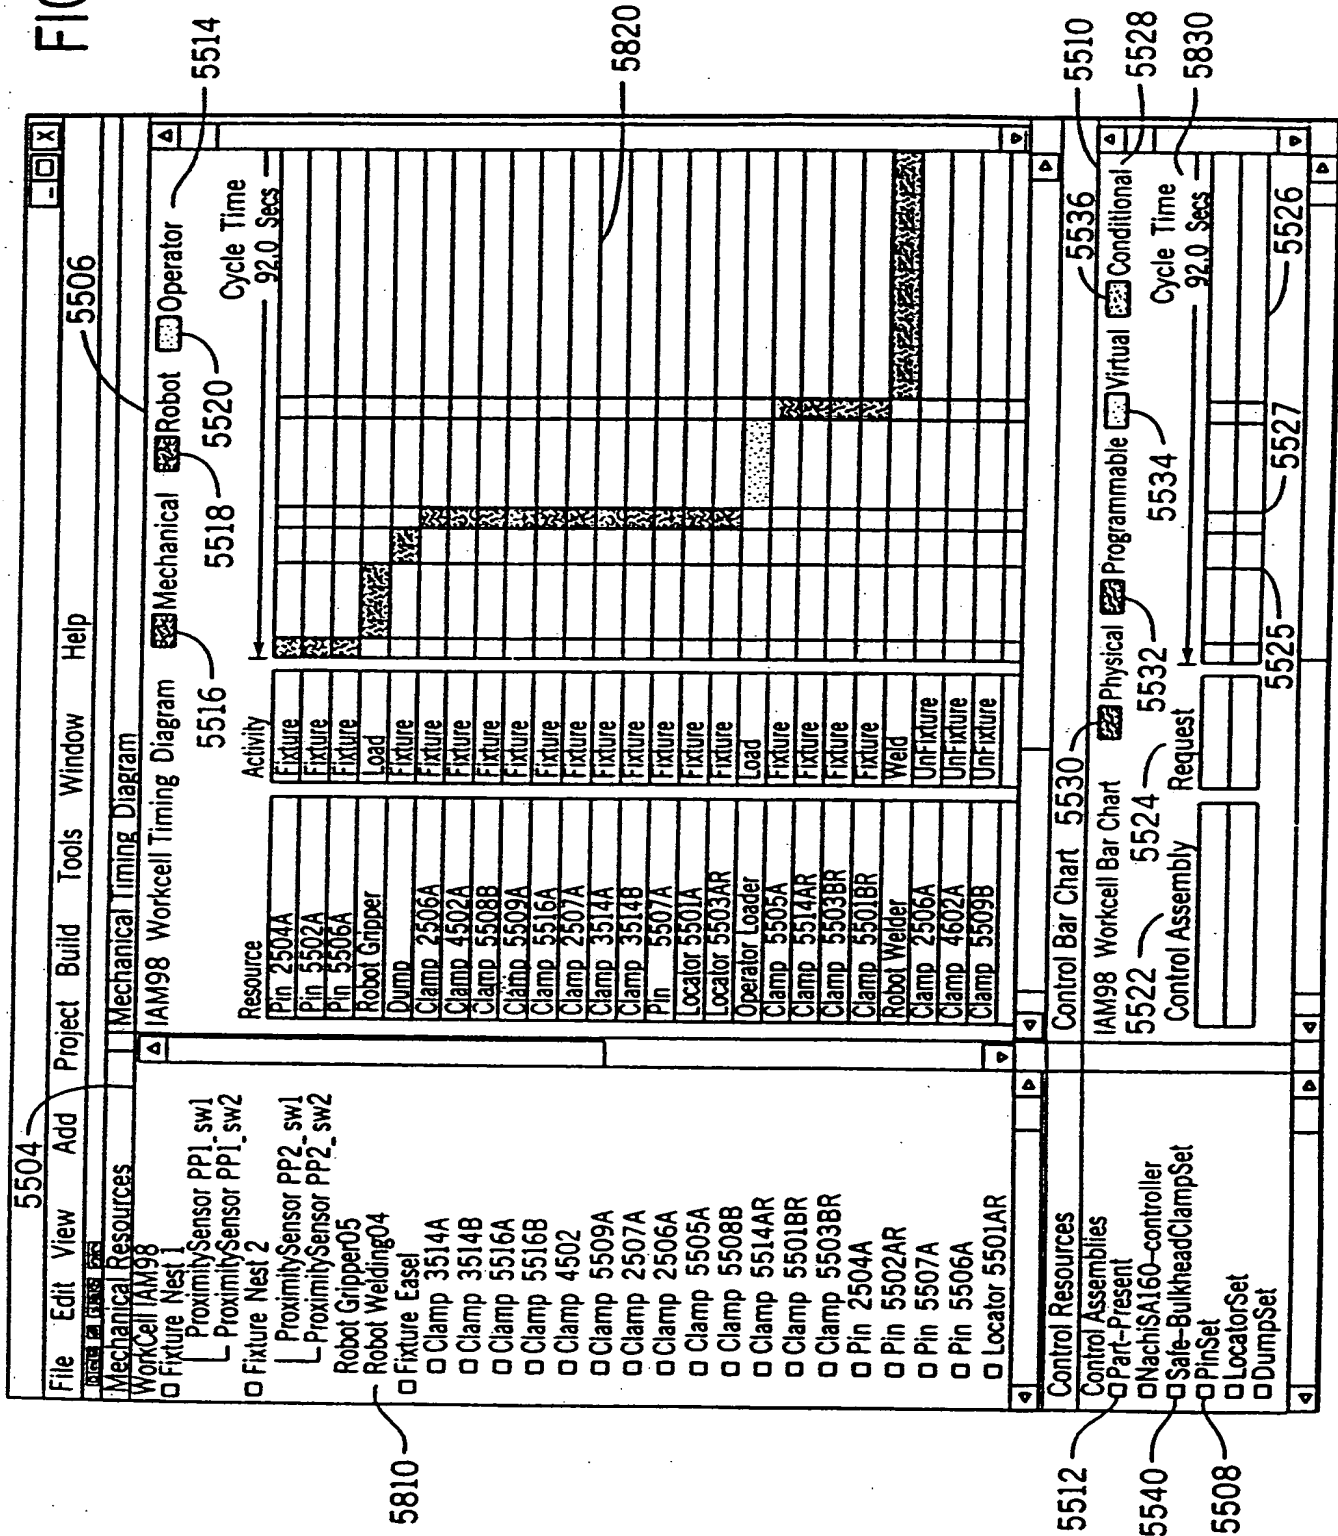 FIG
5504
5506
File Edit View Add Project Build Tools Window Help
Mechanical Resources
WorkCell IAM98
Fixture Nest 1
ProximitySensor PP1_sw1
ProximitySensor PP1_sw2
Fixture Nest 2
ProximitySensor PP2_sw1
ProximitySensor PP2_sw2
Robot Gripper05
Robot Welding04
Fixture Easel
Clamp 3514A
Clamp 3514B
Clamp 5516A
Clamp 5516B
Clamp 4502
Clamp 5509A
Clamp 2507A
Clamp 2506A
Clamp 5505A
Clamp 5508B
Clamp 5514AR
Clamp 5501BR
Clamp 5503BR
Pin 2504A
Pin 5502AR
Pin 5507A
Pin 5506A
Locator 5501AR
5810
Mechanical Timing Diagram
IAM98 Workcell Timing Diagram Mechanical Robot Operator
5514
5516
5518
5520
Cycle Time
92.0 Secs
Resource Activity
Pin 2504A Fixture
Pin 5502A Fixture
Pin 5506A Fixture
Robot Gripper Load
Dump Fixture
Clamp 2506A Fixture
Clamp 4502A Fixture
Clamp 5508B Fixture
Clamp 5509A Fixture
Clamp 5516A Fixture
Clamp 2507A Fixture
Clamp 3514A Fixture
Clamp 3514B Fixture
Pin 5507A Fixture
Locator 5501A Fixture
Locator 5503AR Fixture
Operator Loader Load
Clamp 5505A Fixture
Clamp 5514AR Fixture
Clamp 5503BR Fixture
Clamp 5501BR Fixture
Robot Welder Weld
Clamp 2506A UnFixture
Clamp 4602A UnFixture
Clamp 5509B UnFixture
5820
Control Resources
Control Assemblies
Part-Present
NachiSA160-controller
Safe-BulkheadClampSet
PinSet
LocatorSet
DumpSet
5512
5540
5508
Control Bar Chart
5530
5536
5510
IAM98 Workcell Bar Chart Physical Programmable Virtual Conditional
5528
5522
5524
5532
5534
Cycle Time
92.0 Secs
5830
Control Assembly Request
5525
5527
5526